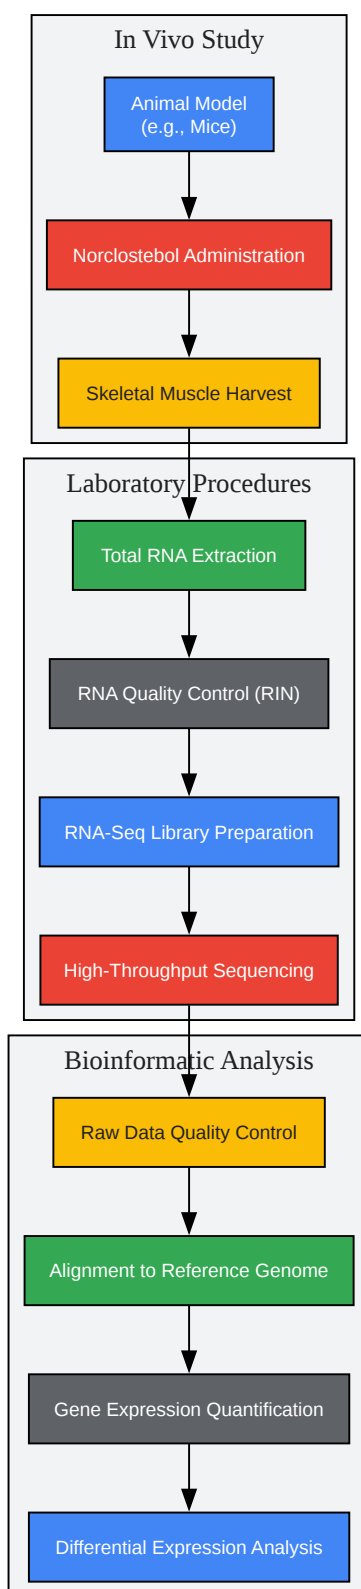 In Vivo Study
Animal Model
(e.g., Mice)
Norclostebol Administration
Skeletal Muscle Harvest
Laboratory Procedures
Total RNA Extraction
RNA Quality Control (RIN)
RNA-Seq Library Preparation
High-Throughput Sequencing
Bioinformatic Analysis
Raw Data Quality Control
Alignment to Reference Genome
Gene Expression Quantification
Differential Expression Analysis